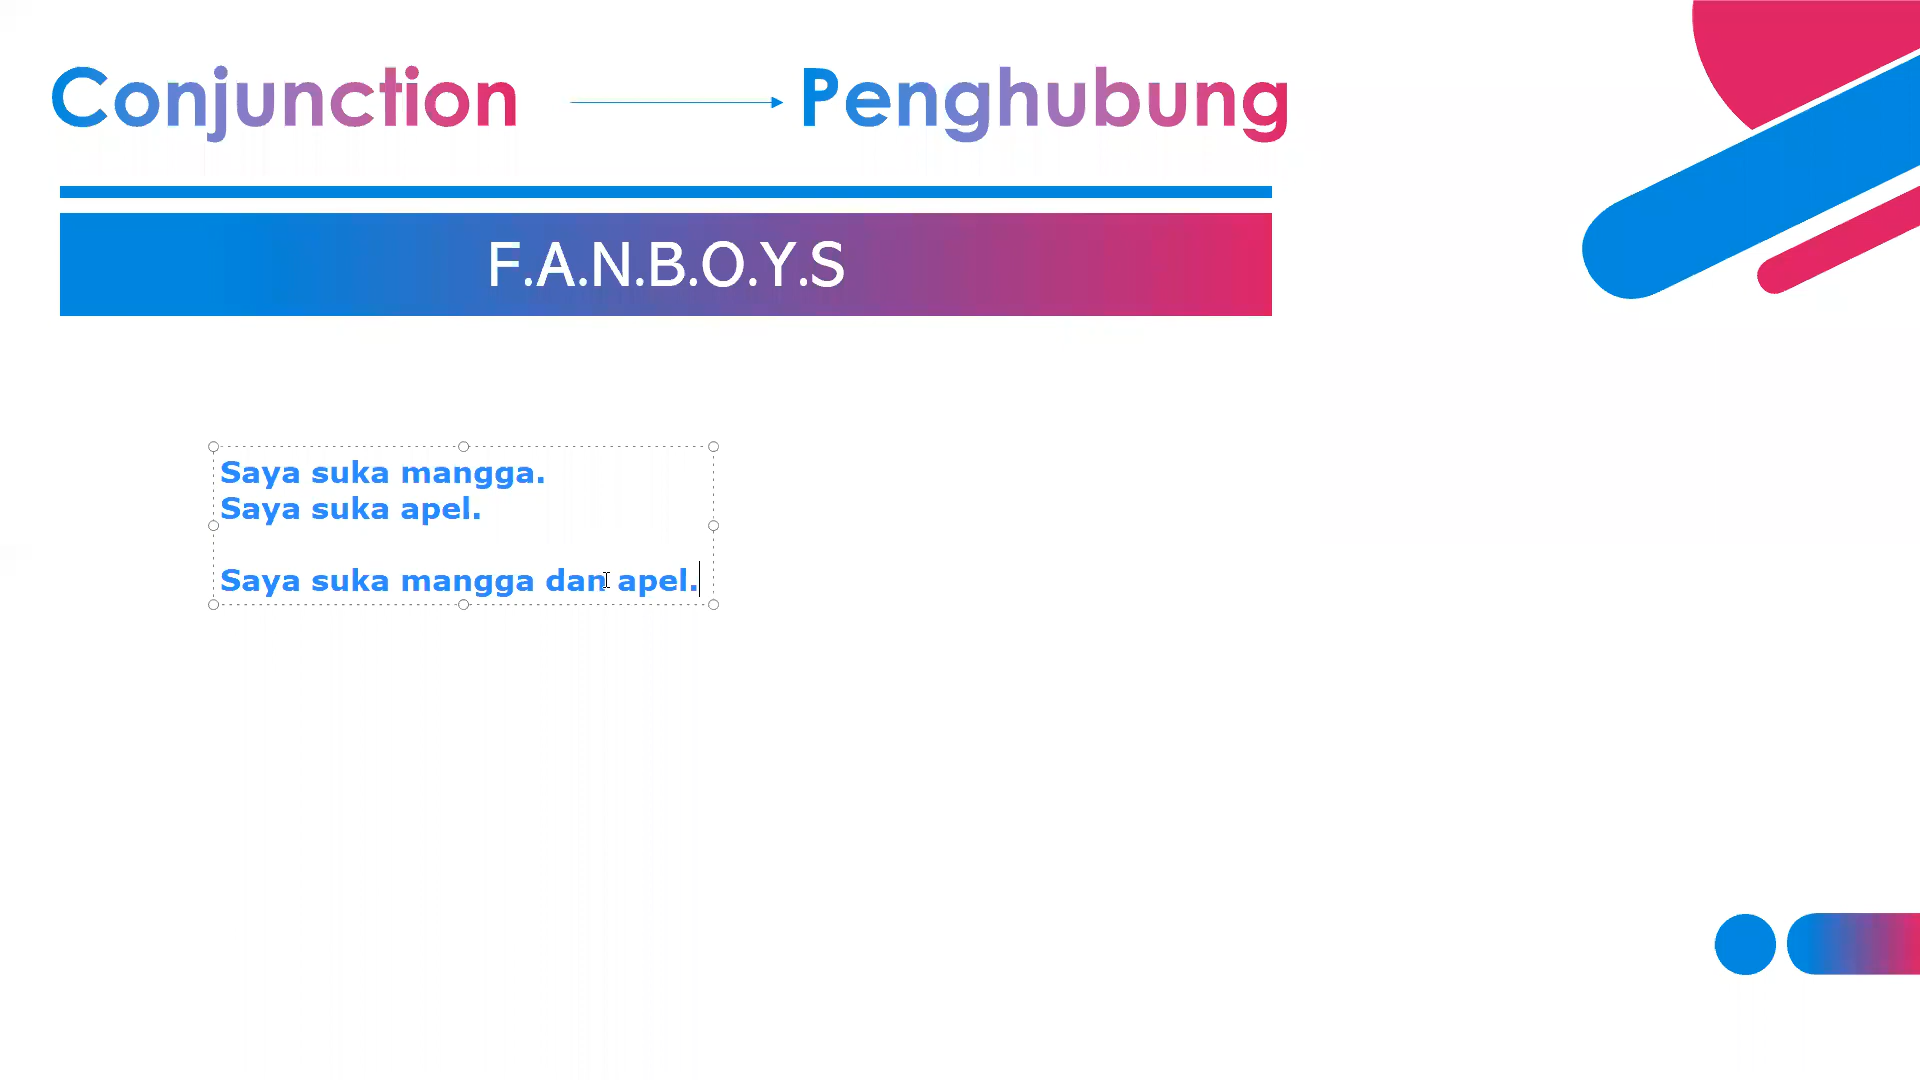 Conjunction Penghubung
F.A.N.B.O.Y.S
Saya suka mangga.
Saya suka apel.
Saya suka mangga dan apel.